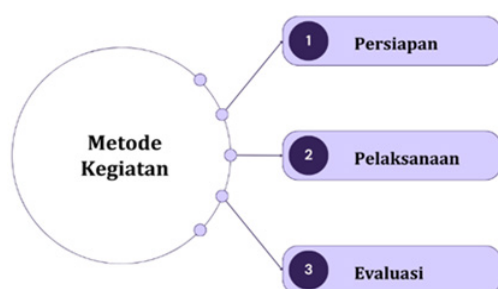 Metode
Kegiatan
1 Persiapan
2 Pelaksanaan
3 Evaluasi